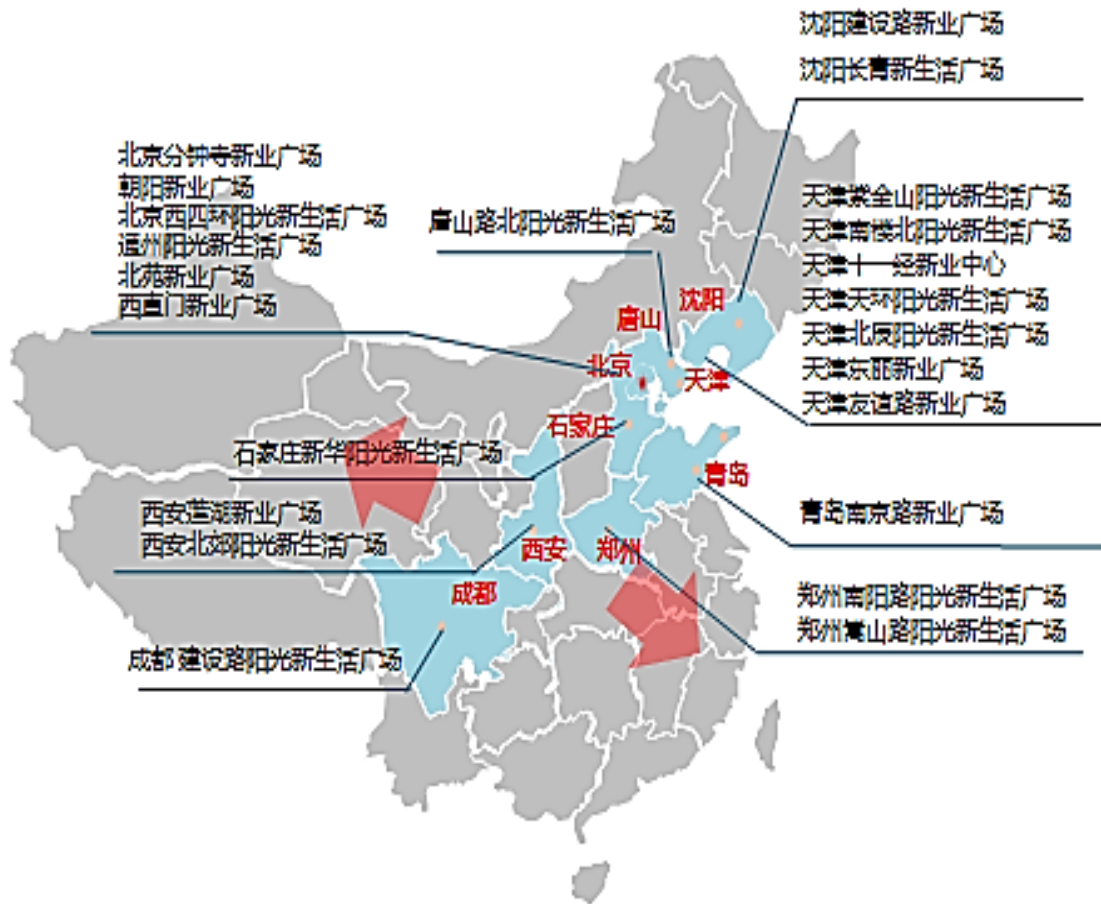 沈阳建设路新业广场
沈阳长青新生活广场
北京分钟寺新业广场
朝阳新业广场
北京西四环阳光新生活广场
通州阳光新生活广场
北苑新业广场
西直门新业广场
唐山路北阳光新生活广场
天津紫金山阳光新生活广场
天津南楼北阳光新生活广场
天津十一经新业中心
天津天环阳光新生活广场
天津北辰阳光新生活广场
天津东丽新业广场
天津友谊路新业广场
沈阳
唐山
北京
天津
石家庄
石家庄新华阳光新生活广场
青岛
青岛南京路新业广场
西安莲湖新业广场
西安北郊阳光新生活广场
西安
郑州
成都
郑州南阳路阳光新生活广场
郑州嵩山路阳光新生活广场
成都 建设路阳光新生活广场